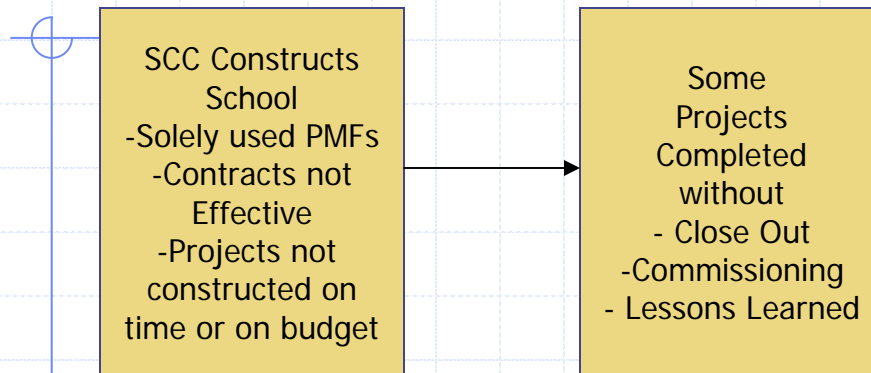 SCC Constructs
School
-Solely used PMFs
-Contracts not
Effective
-Projects not
constructed on
time or on budget
Some
Projects
Completed
without
- Close Out
-Commissioning
- Lessons Learned